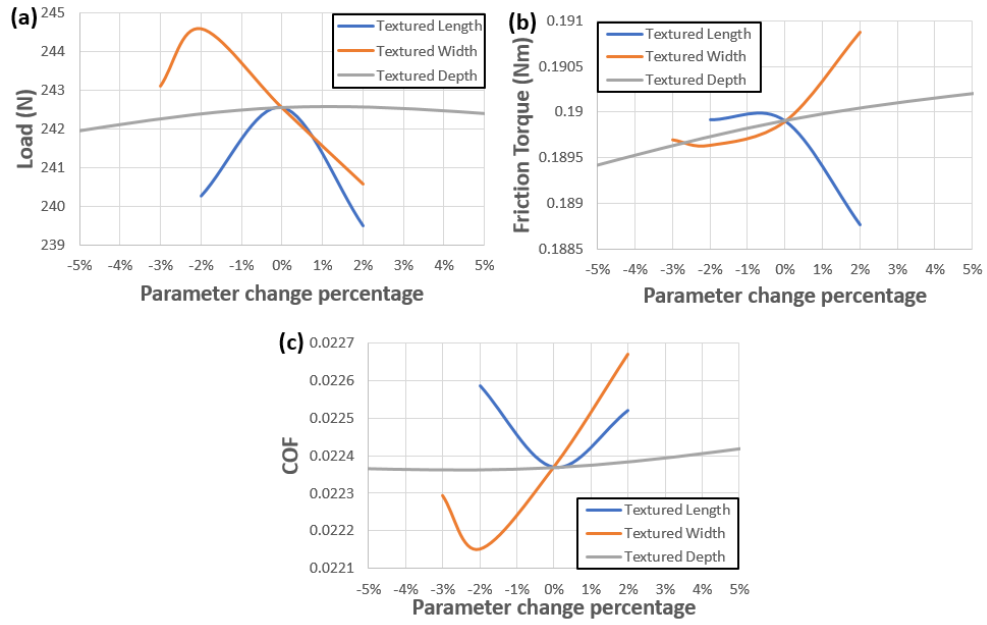 (a)
245
244
243
242
241
240
239
Load (N)
Textured Length
Textured Width
Textured Depth
-5% -4% -3% -2% -1% 0% 1% 2% 3% 4% 5%
Parameter change percentage
(b)
0.191
0.1905
0.19
0.1895
0.189
0.1885
Friction Torque (Nm)
Textured Length
Textured Width
Textured Depth
-5% -4% -3% -2% -1% 0% 1% 2% 3% 4% 5%
Parameter change percentage
(c)
0.0227
0.0226
0.0225
0.0224
0.0223
0.0222
0.0221
COF
Textured Length
Textured Width
Textured Depth
-5% -4% -3% -2% -1% 0% 1% 2% 3% 4% 5%
Parameter change percentage